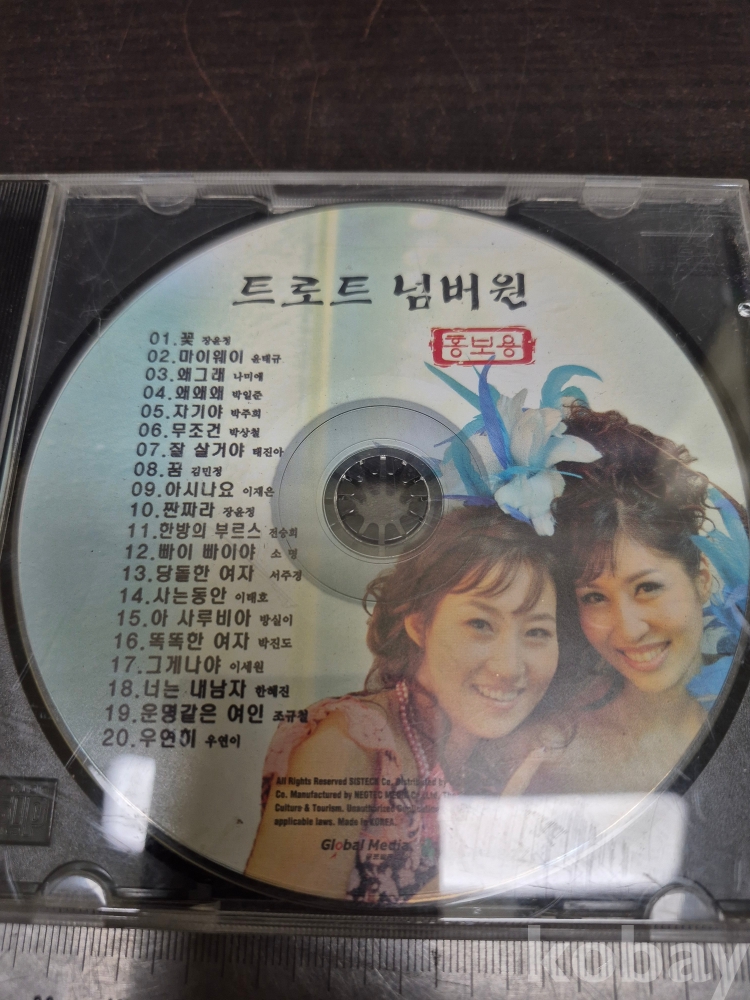 트로트 넘버원
홍보용
01.꽃 장윤정
02.마이웨이 윤태규
03.왜그래 나미애
04.왜왜왜 박일준
05.자기야 박주희
06.무조건 박상철
07.잘 살거야 태진아
08.꿈 김민정
09.아시나요 이재은
10.짠짜라 장윤정
11.한방의 부르스 전승희
12.빠이 빠이야 소명
13.당돌한 여자 서주경
14.사는동안 이태호
15.아 사루비아 방실이
16.똑똑한 여자 박진도
17.그게나야 이세원
18.너는 내남자 한혜진
19.운명같은 여인 조규철
20.우연히 우연이
All Rights Reserved SISTECH Co. Distributed by
Co. Manufactured by NEOTEC
Culture & Tourism. Unauthorized
applicable laws. Made in KOREA.
Global Media
kobay